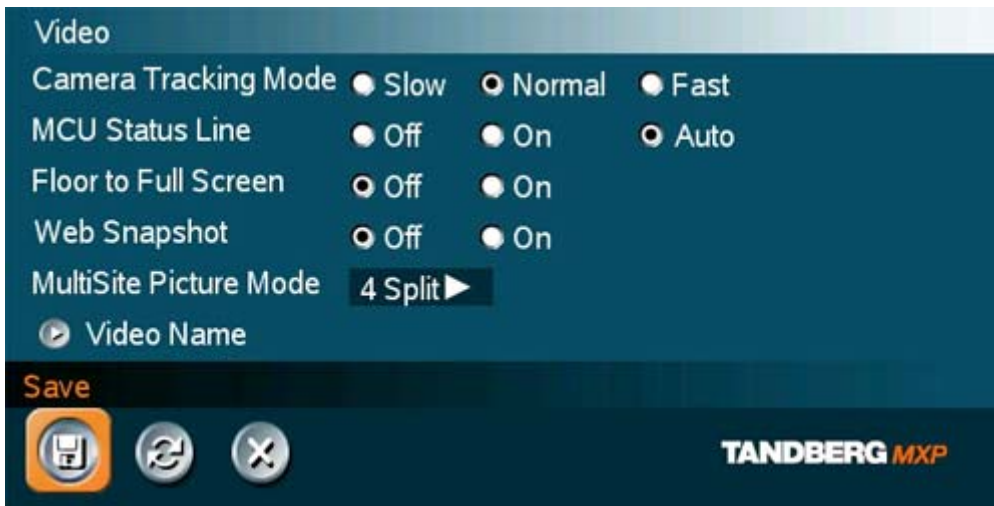 Video
Camera Tracking Mode Slow Normal Fast
MCU Status Line Off On Auto
Floor to Full Screen Off On
Web Snapshot Off On
MultiSite Picture Mode 4 Split
Video Name
Save
TANDBERG MXP